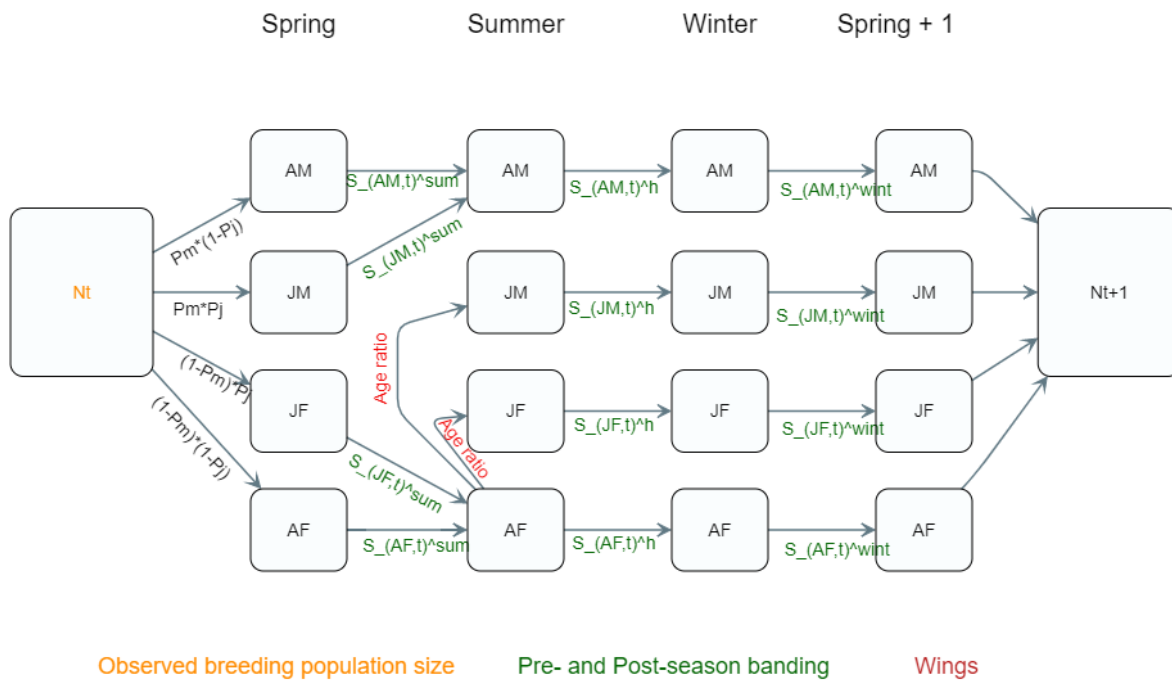 Spring Summer Winter Spring + 1
AM AM AM AM
S_(AM,t)^sum S_(AM,t)^h S_(AM,t)^wint
Pm*(1-Pj)
S_(JM,t)^sum
Nt JM JM JM JM Nt+1
Pm*Pj S_(JM,t)^h S_(JM,t)^wint
Age ratio
(1-Pm)*Pj
JF JF JF JF
Age ratio
S_(JF,t)^h S_(JF,t)^wint
(1-Pm)*(1-Pj)
S_(JF,t)^sum
AF AF AF AF
S_(AF,t)^sum S_(AF,t)^h S_(AF,t)^wint
Observed breeding population size Pre- and Post-season banding Wings